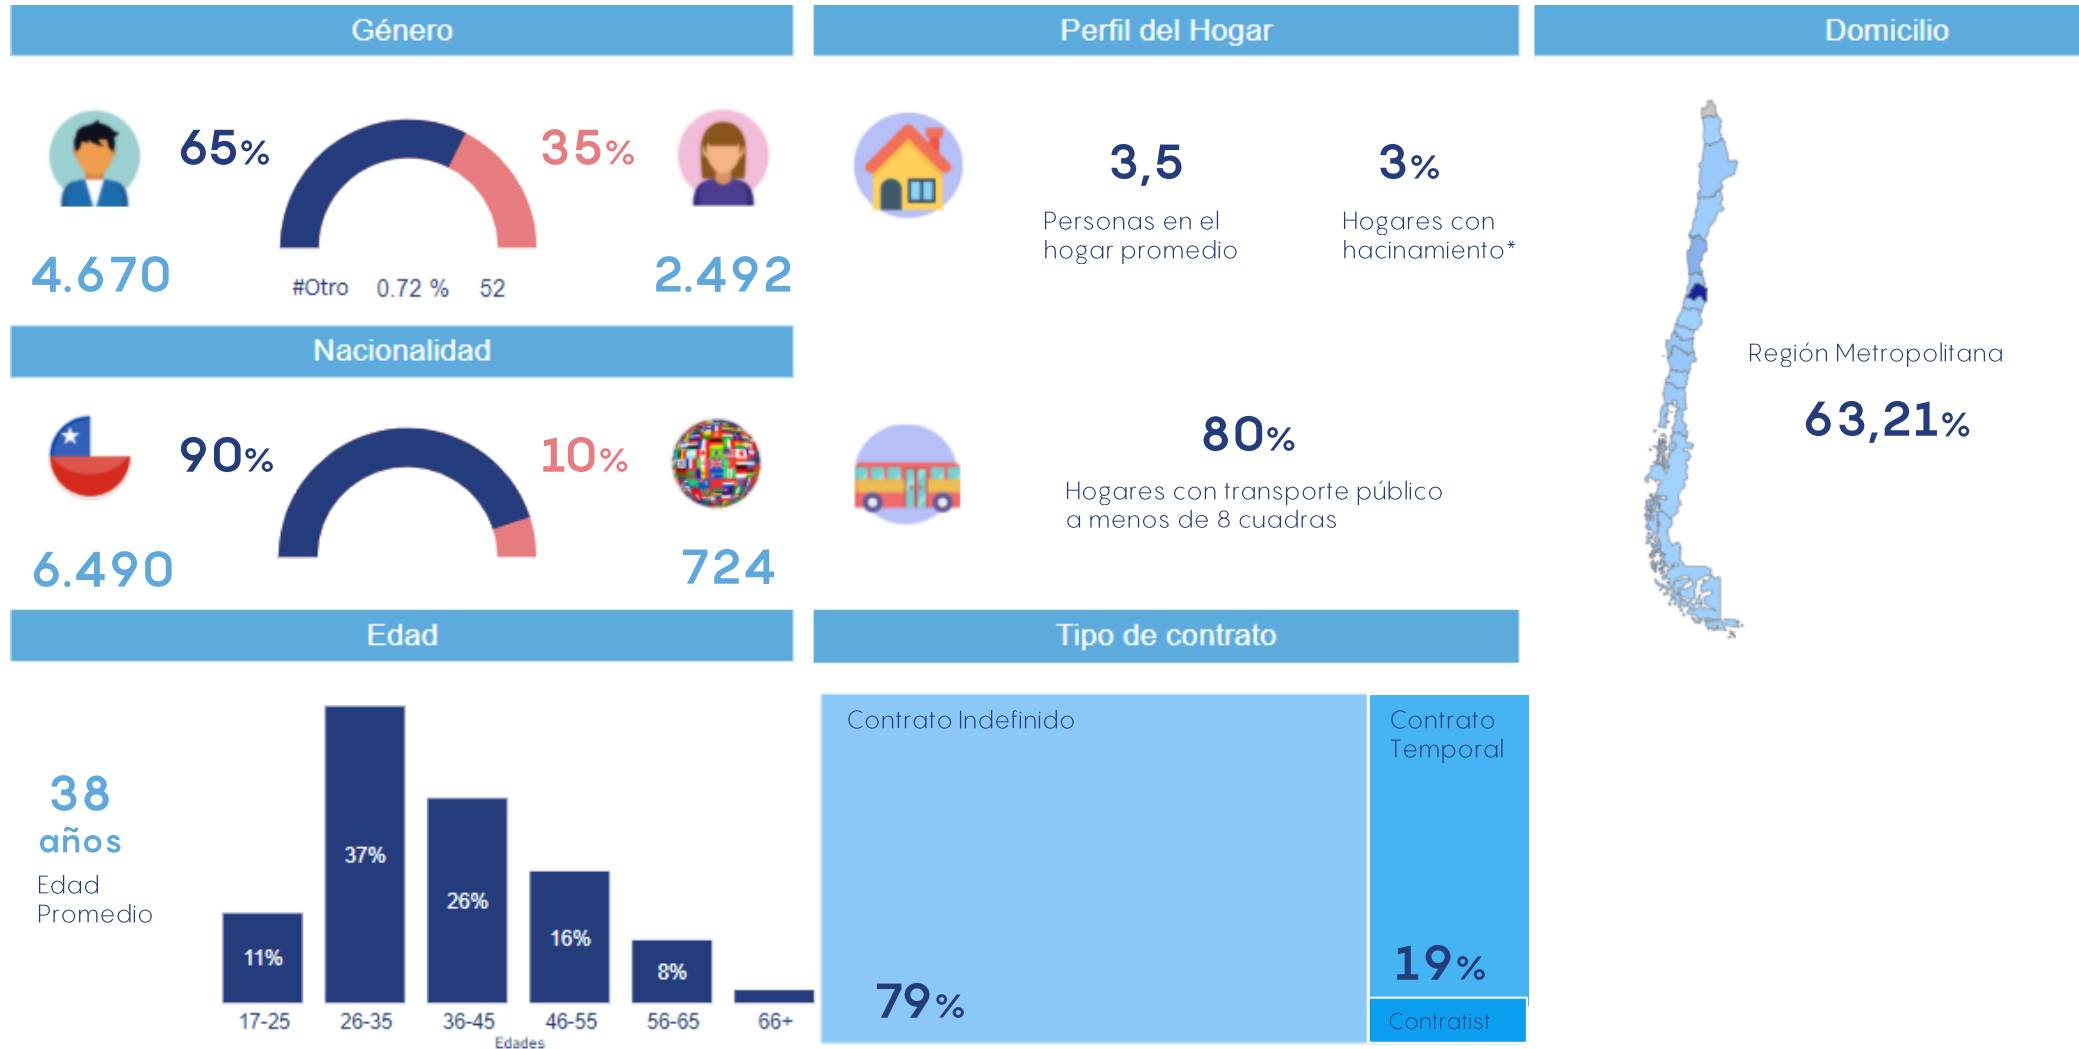 Género
65%
35%
4.670
#Otro 0.72 % 52
2.492
Nacionalidad
90%
10%
6.490
724
Edad
38
años
Edad
Promedio
11%
37%
26%
16%
8%
17-25 26-35 36-45 46-55 56-65 66+
Edades
Perfil del Hogar
3,5
Personas en el
hogar promedio
3%
Hogares con
hacinamiento*
80%
Hogares con transporte público
a menos de 8 cuadras
Tipo de contrato
Contrato Indefinido
79%
Contrato
Temporal
19%
Contratist
Domicilio
Región Metropolitana
63,21%